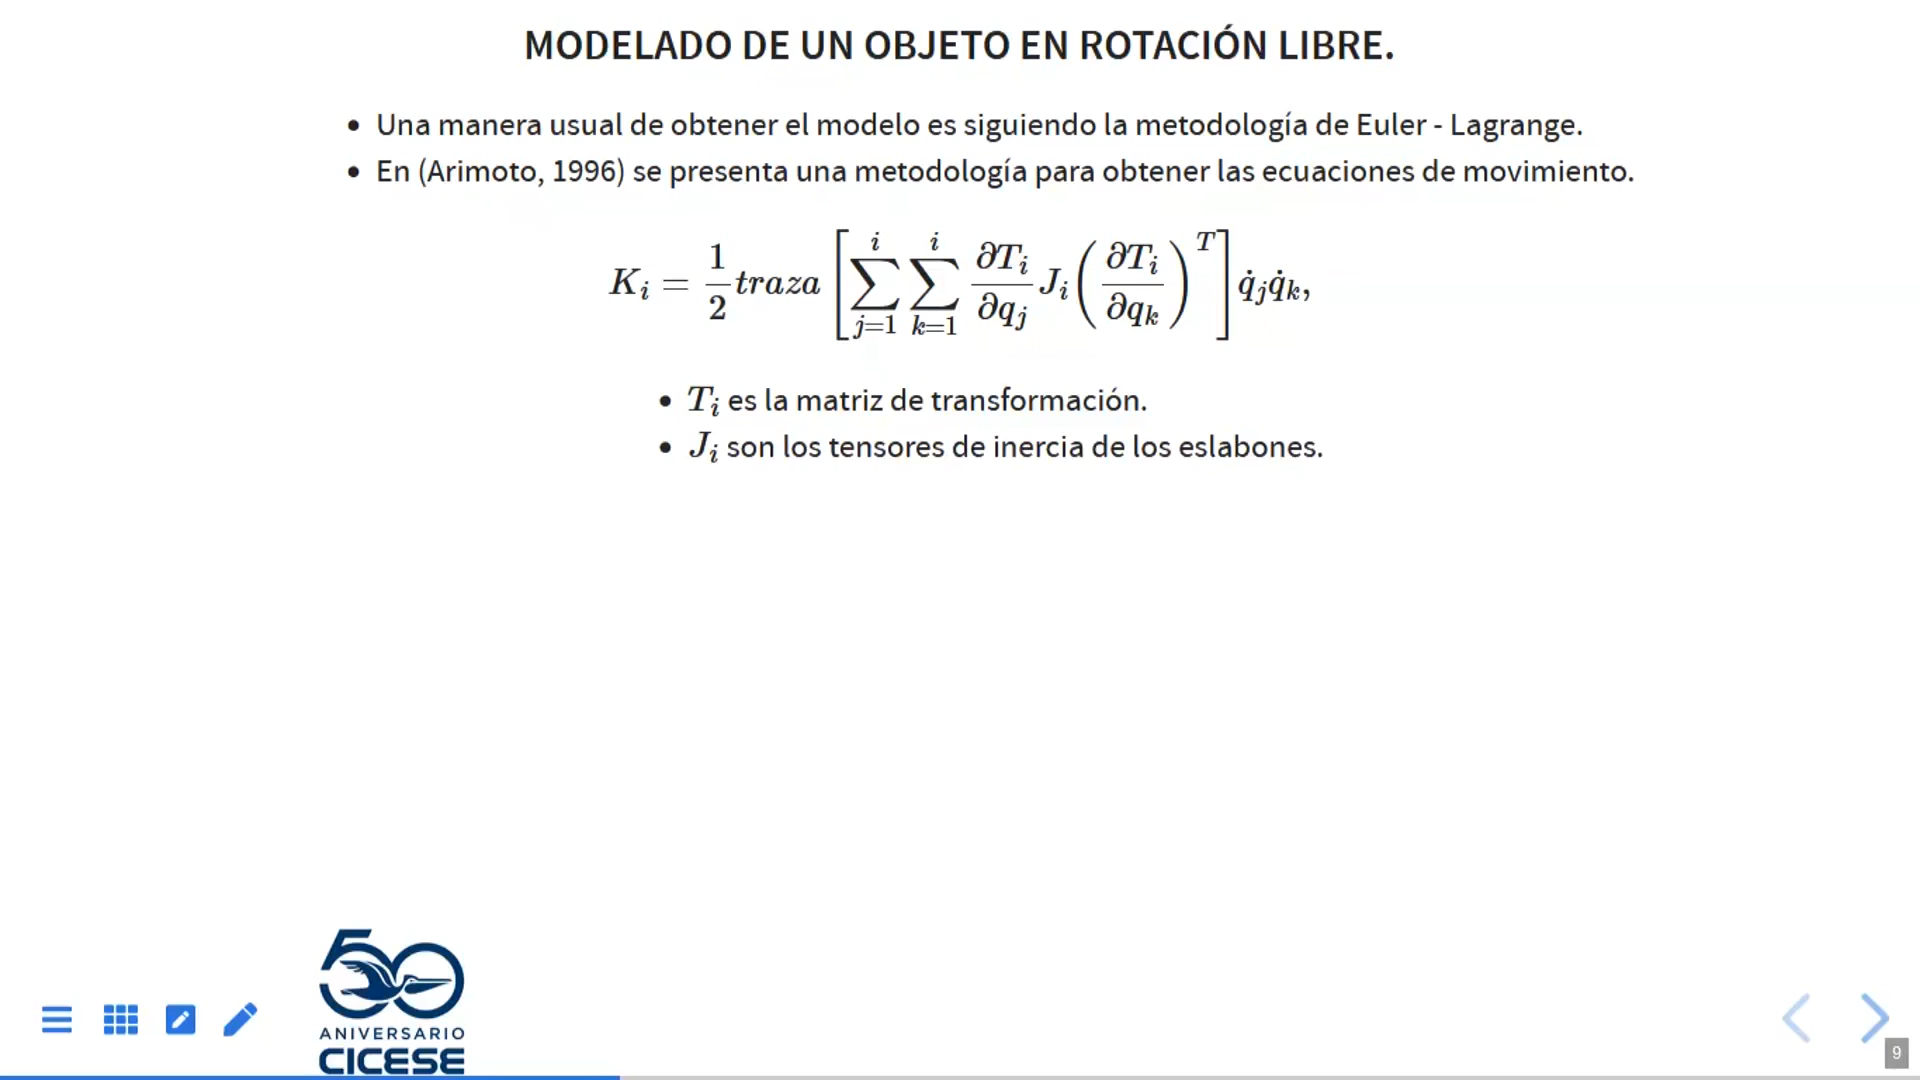 MODELADO DE UN OBJETO EN ROTACIÓN LIBRE.
• Una manera usual de obtener el modelo es siguiendo la metodología de Euler - Lagrange.
• En (Arimoto, 1996) se presenta una metodología para obtener las ecuaciones de movimiento.
$K_i = \frac{1}{2} traza \left[ \sum_{j=1}^{i} \sum_{k=1}^{i} \frac{\partial T_i}{\partial q_j} J_i \left( \frac{\partial T_i}{\partial q_k} \right)^T \right] \dot{q}_j \dot{q}_k,$
• $T_i$ es la matriz de transformación.
• $J_i$ son los tensores de inercia de los eslabones.
50
ANIVERSARIO
CICESE
9